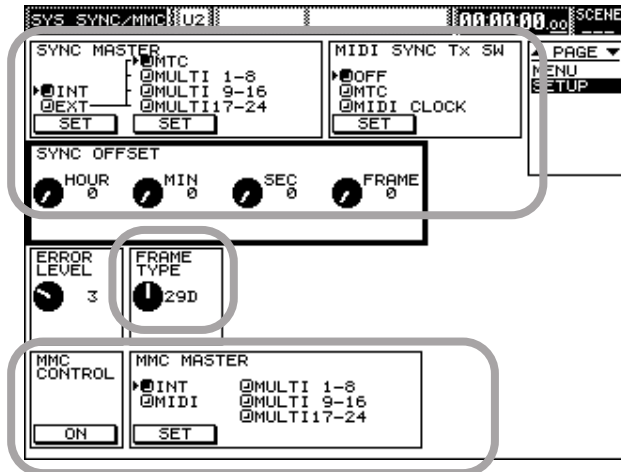 SYS SYNC/MMC U2 00:00:00.00 SCENE
---
PAGE
MENU
SETUP
SYNC MASTER
INT
EXT
SET
MTC
MULTI 1-8
MULTI 9-16
MULTI17-24
SET
MIDI SYNC Tx SW
OFF
MTC
MIDI CLOCK
SET
SYNC OFFSET
HOUR
0
MIN
0
SEC
0
FRAME
0
ERROR
LEVEL
3
FRAME
TYPE
29D
MMC
CONTROL
ON
MMC MASTER
INT
MIDI
MULTI 1-8
MULTI 9-16
MULTI17-24
SET